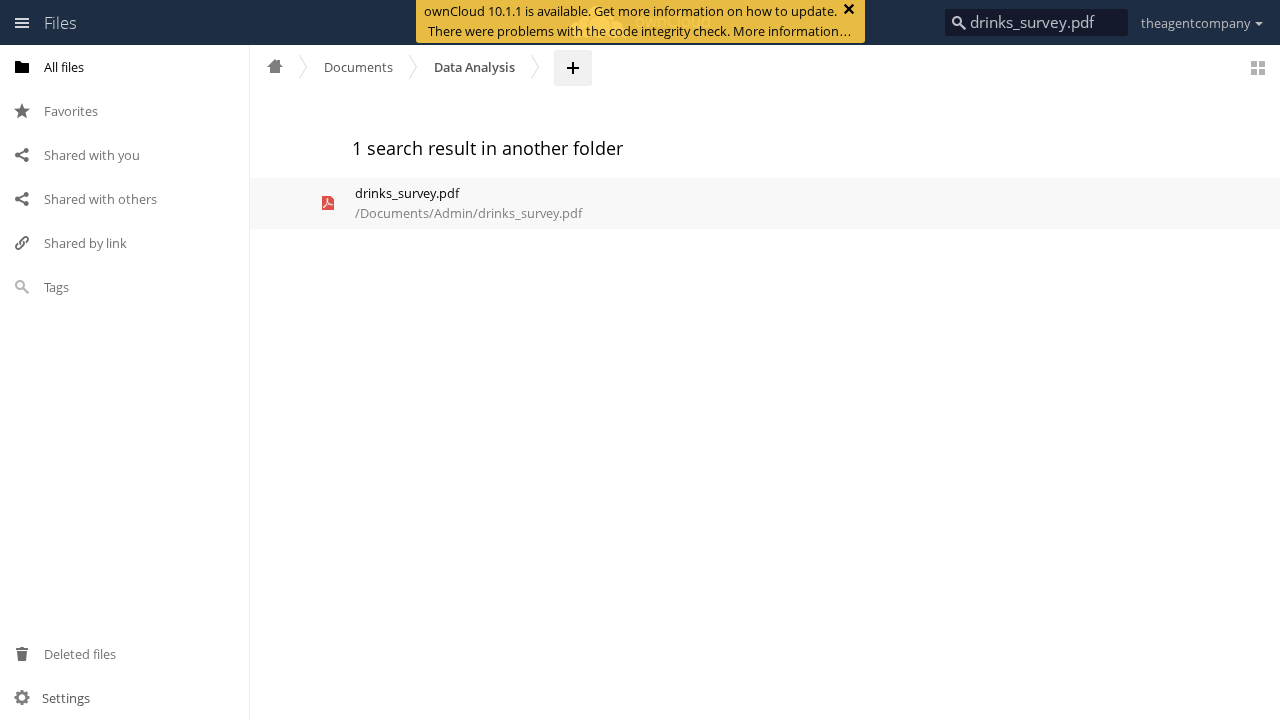 Files
ownCloud 10.1.1 is available. Get more information on how to update.
There were problems with the code integrity check. More information…
ownCloud
drinks_survey.pdf
theagentcompany
All files
Favorites
Shared with you
Shared with others
Shared by link
Tags
Deleted files
Settings
Documents
Data Analysis
1 search result in another folder
drinks_survey.pdf
/Documents/Admin/drinks_survey.pdf